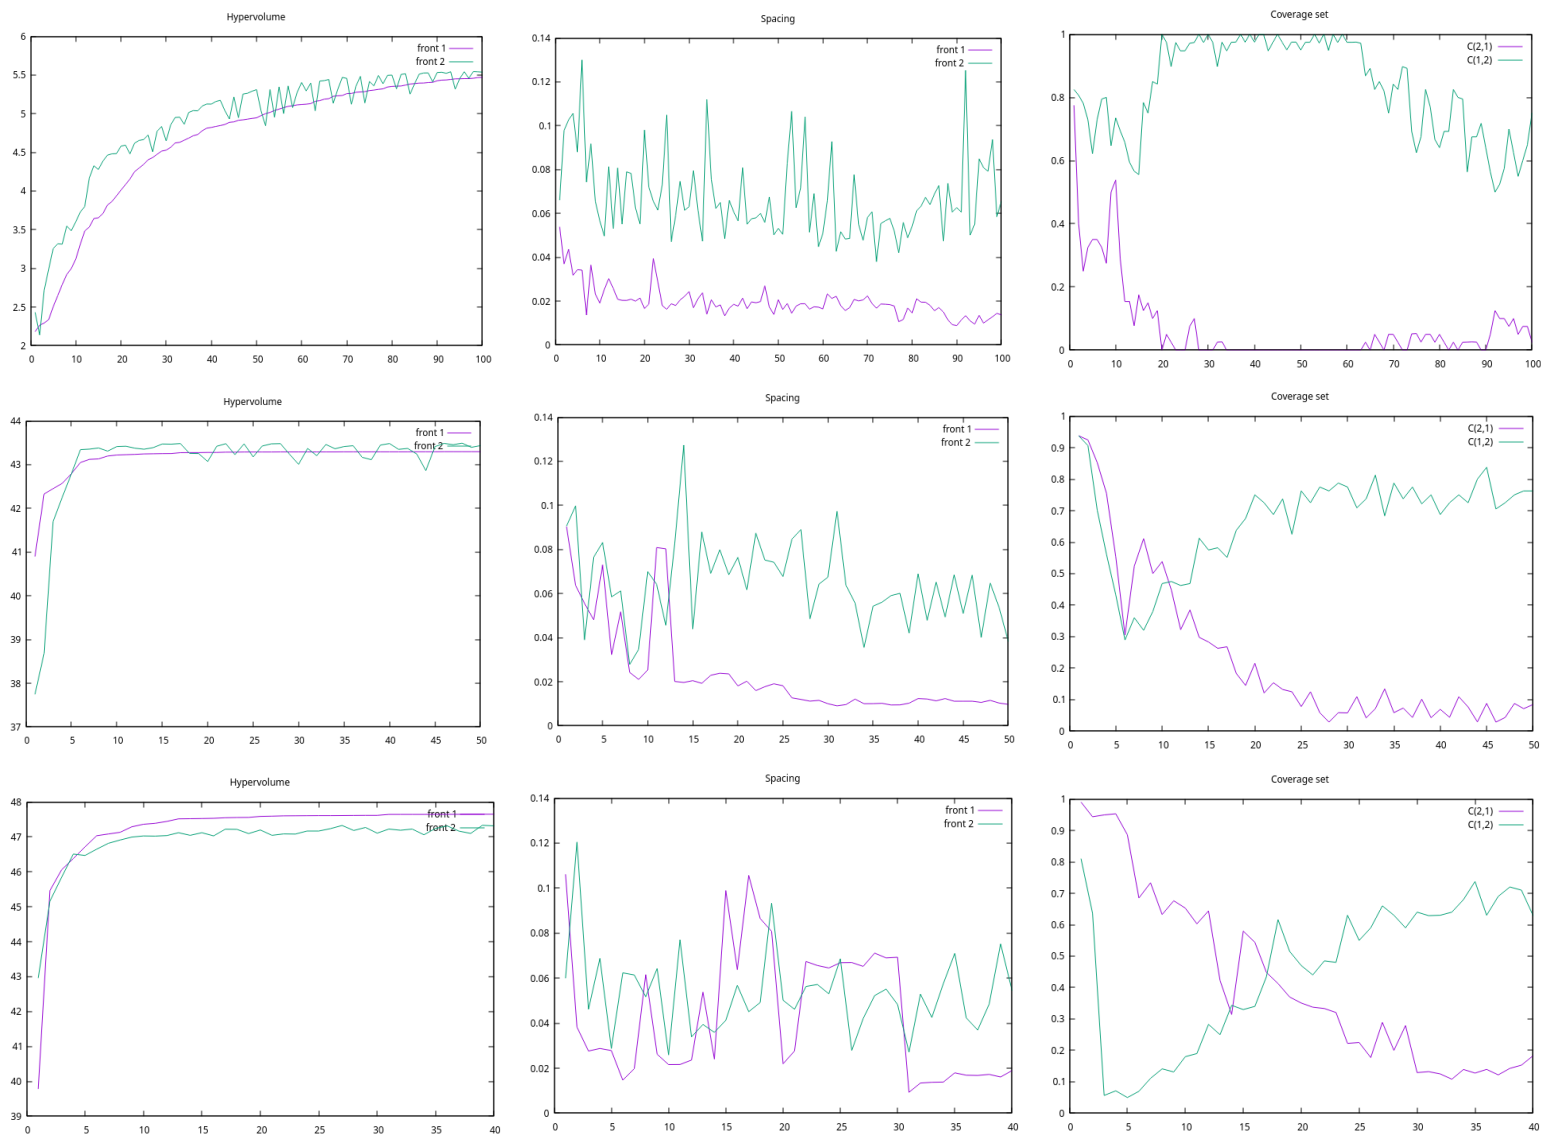 Hypervolume
front 1
front 2
6
5.5
5
4.5
4
3.5
3
2.5
2
0 10 20 30 40 50 60 70 80 90 100
Spacing
front 1
front 2
0.14
0.12
0.1
0.08
0.06
0.04
0.02
0
0 10 20 30 40 50 60 70 80 90 100
Coverage set
C(2,1)
C(1,2)
1
0.8
0.6
0.4
0.2
0
0 10 20 30 40 50 60 70 80 90 100
Hypervolume
front 1
front 2
44
43
42
41
40
39
38
37
0 5 10 15 20 25 30 35 40 45 50
Spacing
front 1
front 2
0.14
0.12
0.1
0.08
0.06
0.04
0.02
0
0 5 10 15 20 25 30 35 40 45 50
Coverage set
C(2,1)
C(1,2)
1
0.9
0.8
0.7
0.6
0.5
0.4
0.3
0.2
0.1
0
0 5 10 15 20 25 30 35 40 45 50
Hypervolume
front 1
front 2
48
47
46
45
44
43
42
41
40
39
0 5 10 15 20 25 30 35 40
Spacing
front 1
front 2
0.14
0.12
0.1
0.08
0.06
0.04
0.02
0
0 5 10 15 20 25 30 35 40
Coverage set
C(2,1)
C(1,2)
1
0.9
0.8
0.7
0.6
0.5
0.4
0.3
0.2
0.1
0
0 5 10 15 20 25 30 35 40